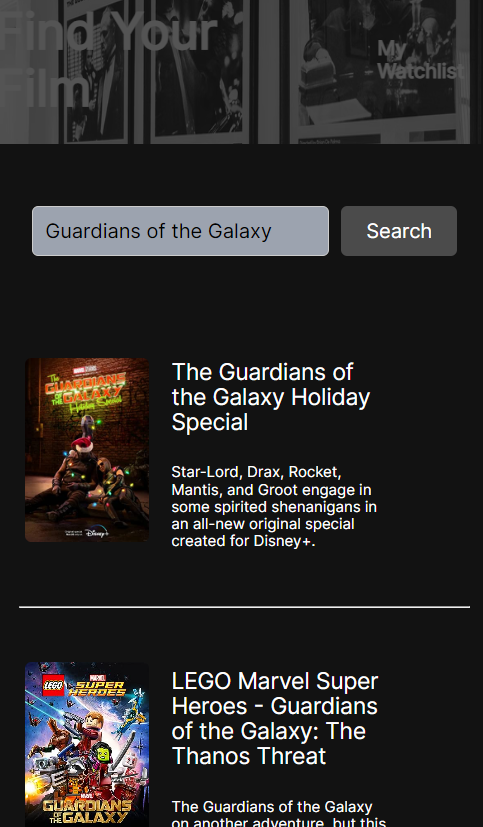 Find Your
Film
My
Watchlist
Guardians of the Galaxy
Search
MARVEL STUDIOS
The
GUARDIANS
OF THE
GALAXY
Holiday Special
Disney+
The Guardians of
the Galaxy Holiday
Special
Star-Lord, Drax, Rocket,
Mantis, and Groot engage in
some spirited shenanigans in
an all-new original special
created for Disney+.
LEGO
MARVEL
SUPER
HEROES
GUARDIANS
OF THE
GALAXY
LEGO Marvel Super
Heroes - Guardians
of the Galaxy: The
Thanos Threat
The Guardians of the Galaxy
on another adventure, but this